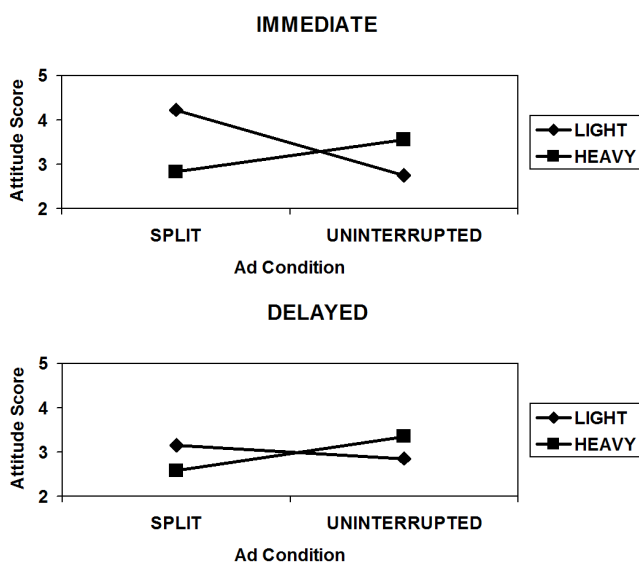 IMMEDIATE
5
4
3
2
Attitude Score
SPLIT
UNINTERRUPTED
Ad Condition
LIGHT
HEAVY
DELAYED
5
4
3
2
Attitude Score
SPLIT
UNINTERRUPTED
Ad Condition
LIGHT
HEAVY